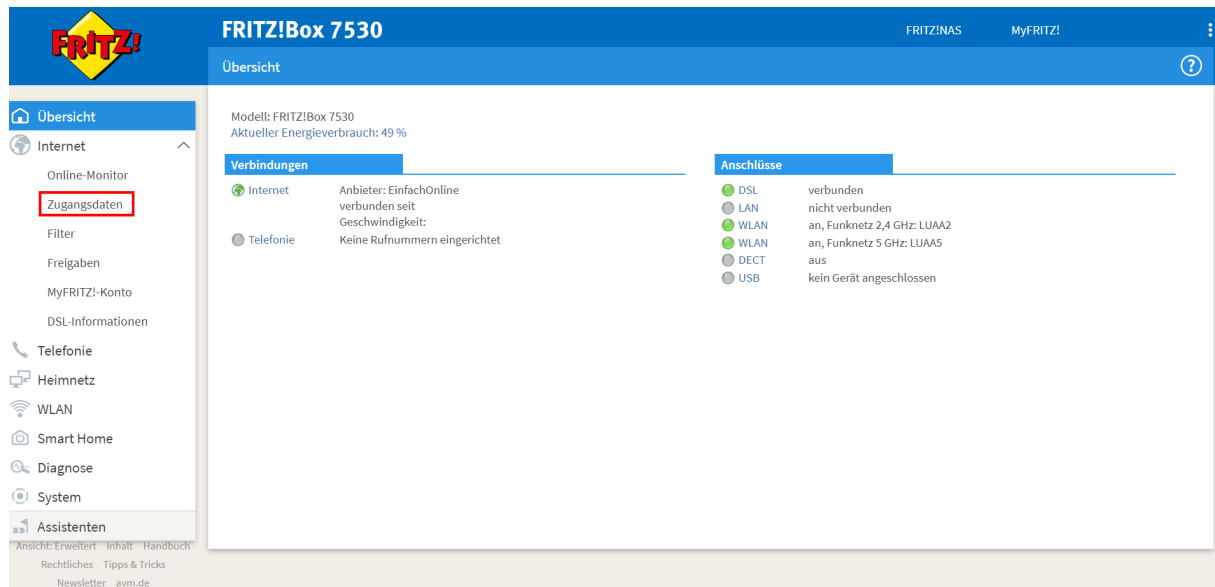 FRITZ!
FRITZ!Box 7530
FRITZ!NAS MyFRITZ!
Übersicht
?
Übersicht
Internet
Online-Monitor
Zugangsdaten
Filter
Freigaben
MyFRITZ!-Konto
DSL-Informationen
Telefonie
Heimnetz
WLAN
Smart Home
Diagnose
System
Assistenten
Ansicht: Erweitert Inhalt Handbuch
Rechtliches Tipps & Tricks
Newsletter avm.de
Modell: FRITZ!Box 7530
Aktueller Energieverbrauch: 49 %
Verbindungen
Internet Anbieter: EinfachOnline
verbunden seit
Geschwindigkeit:
Telefonie Keine Rufnummern eingerichtet
Anschlüsse
DSL verbunden
LAN nicht verbunden
WLAN an, Funknetz 2,4 GHz: LUAA2
WLAN an, Funknetz 5 GHz: LUAA5
DECT aus
USB kein Gerät angeschlossen